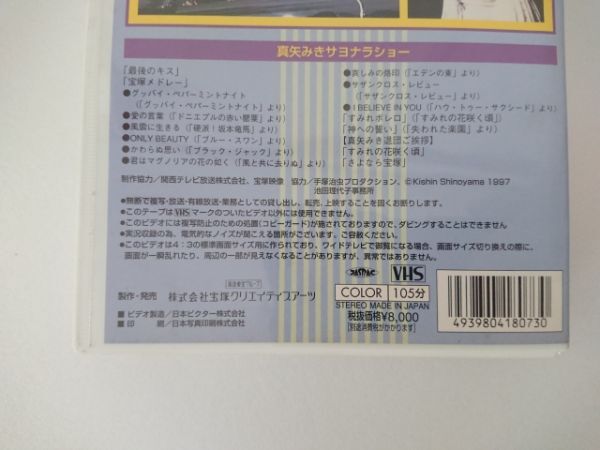 真矢みきサヨナラショー
「最後のキス」
「宝塚メドレー」
●グッバイ・ペパーミントナイト
(「グッバイ・ペパーミントナイト」より)
●愛の言葉(「ドニエプルの赤い罌粟」より)
●風雲に生きる(「硬派!坂本竜馬」より)
●ONLY BEAUTY(「ブルー・スワン」より)
●かわらぬ思い(「ブラック・ジャック」より)
●君はマグノリアの花の如く(「風と共に去りぬ」より)
●哀しみの烙印(「エデンの東」より)
●サザンクロス・レビュー
(「サザンクロス・レビュー」より)
●I BELIEVE IN YOU(「ハウ・トゥー・サクシード」より)
「すみれボレロ」(「すみれの花咲く頃」)
「神への誓い」(「失われた楽園」より)
【真矢みき退団ご挨拶】
「すみれの花咲く頃」
「さよなら宝塚」
制作協力/関西テレビ放送株式会社、宝塚映像 協力/手塚治虫プロダクション、©Kishin Shinoyama 1997
池田理代子事務所
●無断で複写・放送・有線放送・業務としての貸し出し、転売、上映することを固くお断りします。
●このテープはVHSマークのついたビデオ以外には使用できません。
●このビデオには複写防止のための処置(コピーガード)が施されておりますので、ダビングすることはできません。
●実況収録の為、電気的なノイズが聞こえる箇所がございます。ご容赦ください。
●このビデオは4:3の標準画面サイズ用に作られており、ワイドテレビで御覧になる場合、画面サイズ切り換えの際に、
画面が一瞬乱れたり、周辺の一部が見えなくなることがありますが、異常ではありません。
JASRAC
VHS
製作・発売 株式会社宝塚クリエイティブアーツ
COLOR 105分
STEREO MADE IN JAPAN
税抜価格¥8,000
(別途消費税がかかります)
■ビデオ製造/日本ビクター株式会社
■印 刷/日本写真印刷株式会社
4939804180730